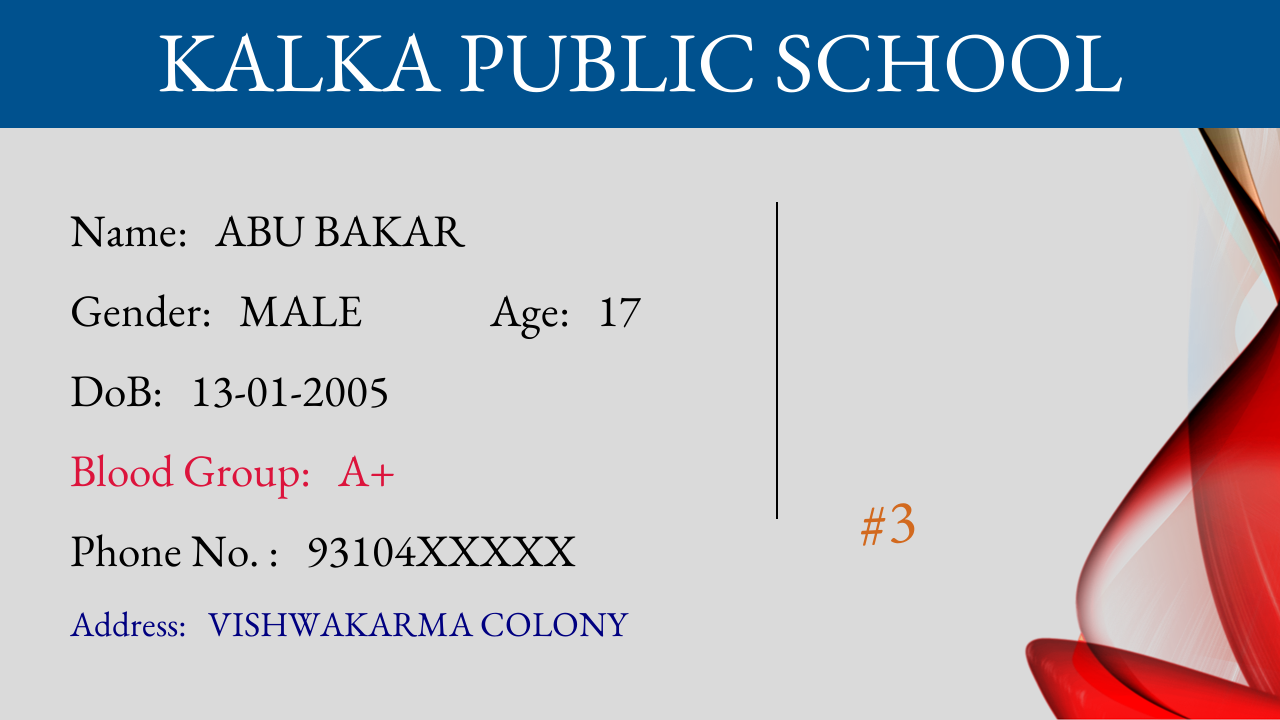 KALKA PUBLIC SCHOOL
Name: ABU BAKAR
Gender: MALE Age: 17
DoB: 13-01-2005
Blood Group: A+
Phone No. : 93104XXXXX
Address: VISHWAKARMA COLONY
#3